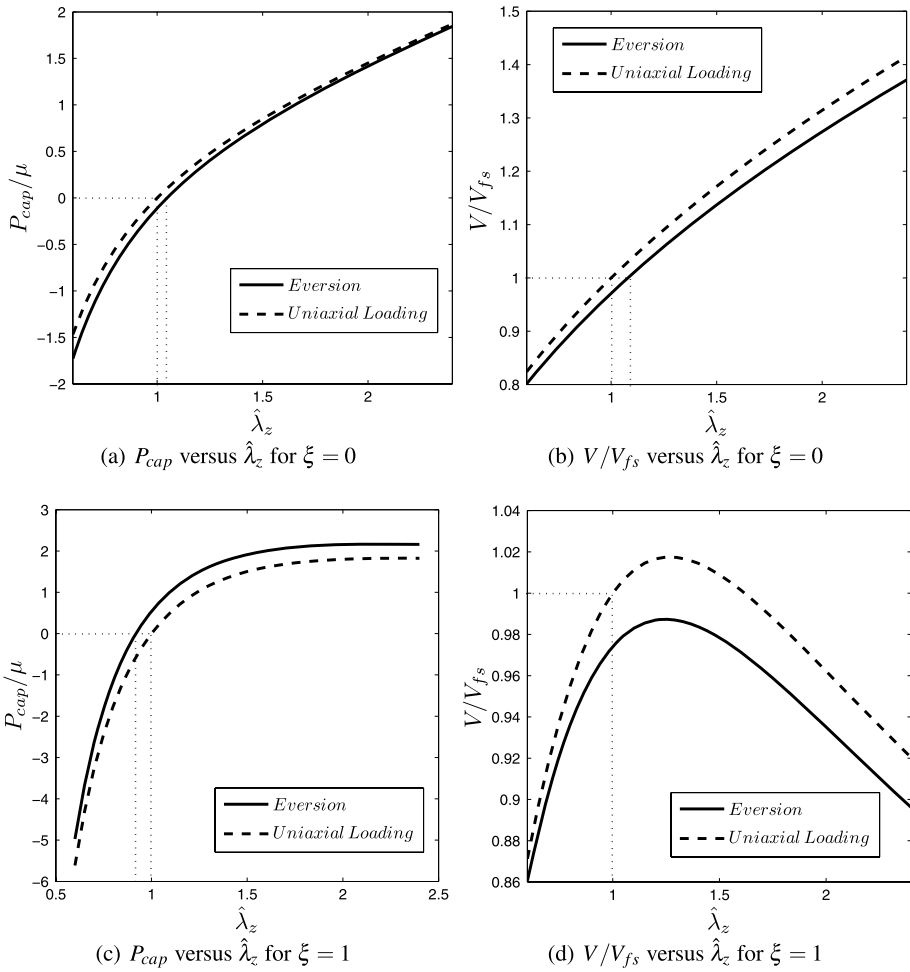 2
1.5
1
0.5
0
−0.5
−1
−1.5
−2
P_cap/μ
Eversion
Uniaxial Loading
1
1.5
2
λ̂_z
(a) P_cap versus λ̂_z for ξ = 0
1.5
1.4
1.3
1.2
1.1
1
0.9
0.8
V/V_fs
Eversion
Uniaxial Loading
1
1.5
2
λ̂_z
(b) V/V_fs versus λ̂_z for ξ = 0
3
2
1
0
−1
−2
−3
−4
−5
−6
P_cap/μ
Eversion
Uniaxial Loading
0.5
1
1.5
2
2.5
λ̂_z
(c) P_cap versus λ̂_z for ξ = 1
1.04
1.02
1
0.98
0.96
0.94
0.92
0.9
0.88
0.86
V/V_fs
Eversion
Uniaxial Loading
1
1.5
2
λ̂_z
(d) V/V_fs versus λ̂_z for ξ = 1